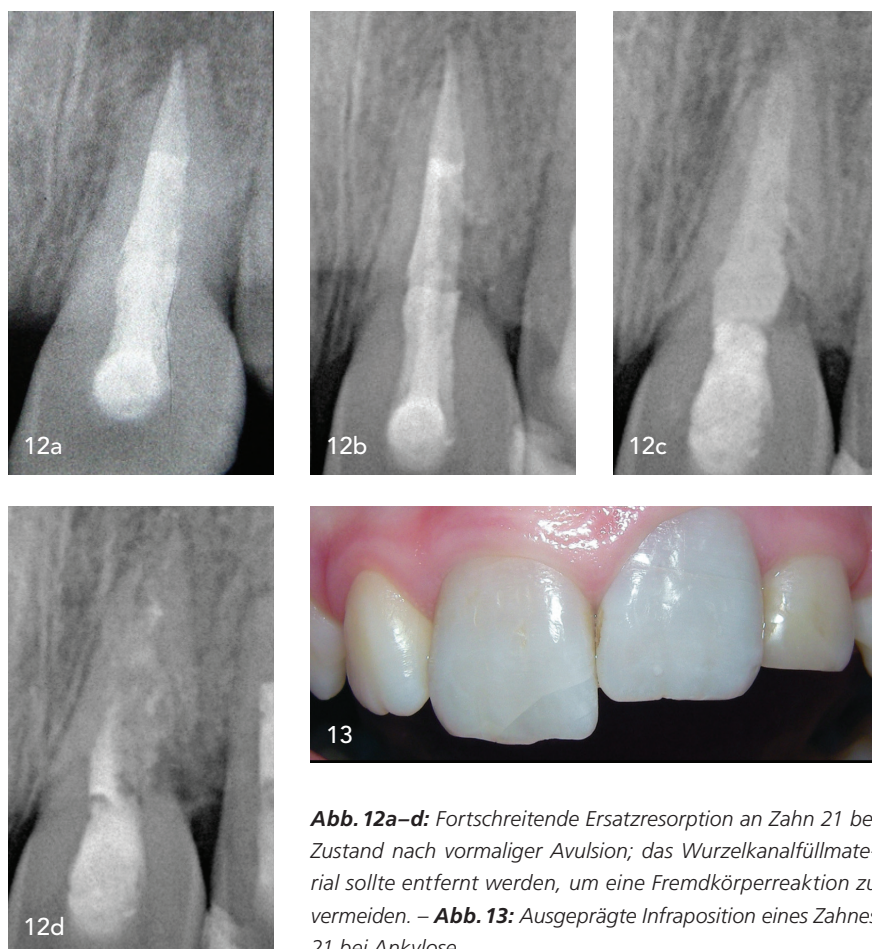 12a
12b
12c
12d
13
Abb. 12a–d: Fortschreitende Ersatzresorption an Zahn 21 be
Zustand nach vormaliger Avulsion; das Wurzelkanalfüllmate-
rial sollte entfernt werden, um eine Fremdkörperreaktion zu
vermeiden. – Abb. 13: Ausgeprägte Infraposition eines Zahnes
21 bei Ankylose.